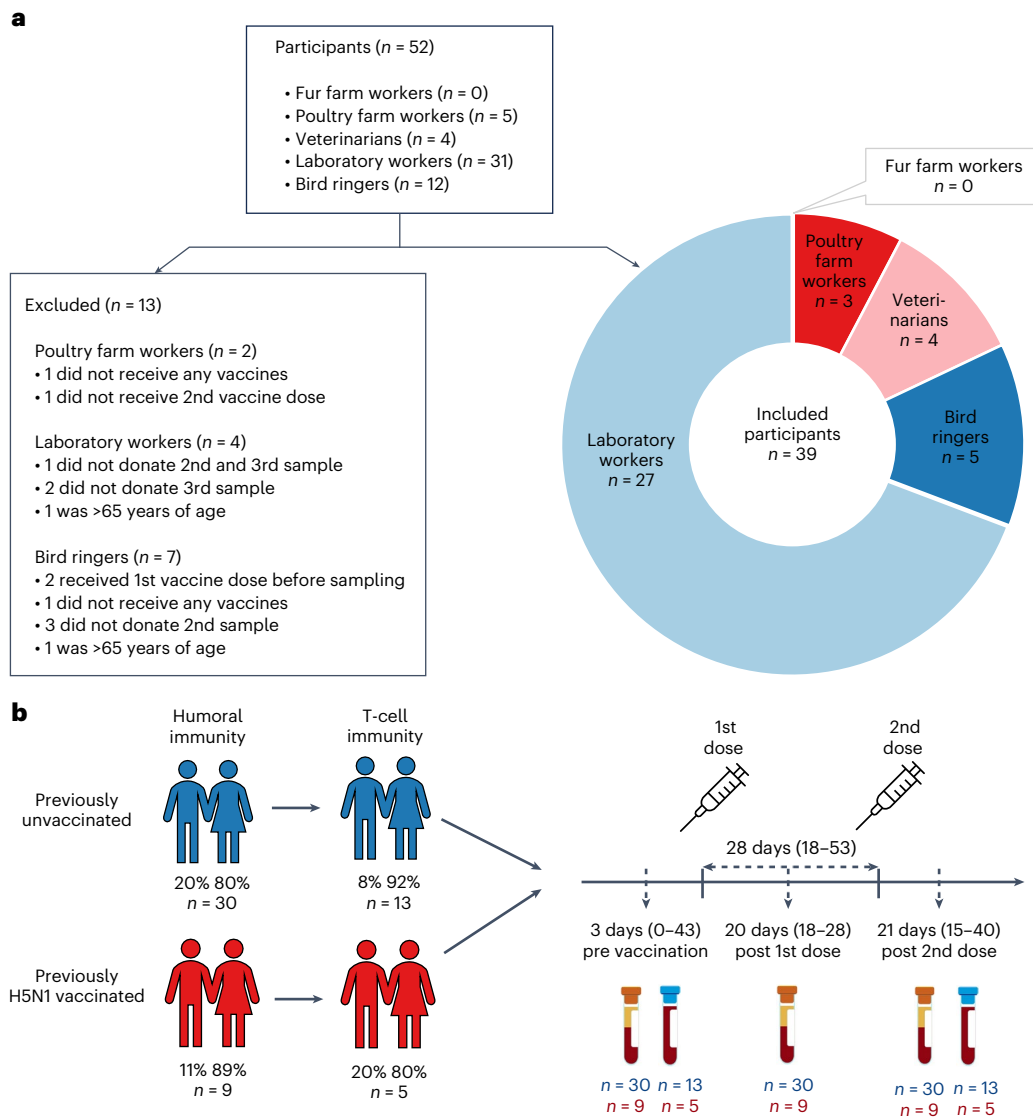 a
Participants (n = 52)
• Fur farm workers (n = 0)
• Poultry farm workers (n = 5)
• Veterinarians (n = 4)
• Laboratory workers (n = 31)
• Bird ringers (n = 12)
Excluded (n = 13)
Poultry farm workers (n = 2)
• 1 did not receive any vaccines
• 1 did not receive 2nd vaccine dose
Laboratory workers (n = 4)
• 1 did not donate 2nd and 3rd sample
• 2 did not donate 3rd sample
• 1 was >65 years of age
Bird ringers (n = 7)
• 2 received 1st vaccine dose before sampling
• 1 did not receive any vaccines
• 3 did not donate 2nd sample
• 1 was >65 years of age
Fur farm workers
n = 0
Poultry
farm
workers
n = 3
Veteri-
narians
n = 4
Bird
ringers
n = 5
Laboratory
workers
n = 27
Included
participants
n = 39
b
Humoral
immunity
T-cell
immunity
Previously
unvaccinated
20% 80%
n = 30
8% 92%
n = 13
Previously
H5N1 vaccinated
11% 89%
n = 9
20% 80%
n = 5
1st
dose
2nd
dose
28 days (18–53)
3 days (0–43)
pre vaccination
20 days (18–28)
post 1st dose
21 days (15–40)
post 2nd dose
n = 30 n = 13
n = 9 n = 5
n = 30
n = 9
n = 30 n = 13
n = 9 n = 5